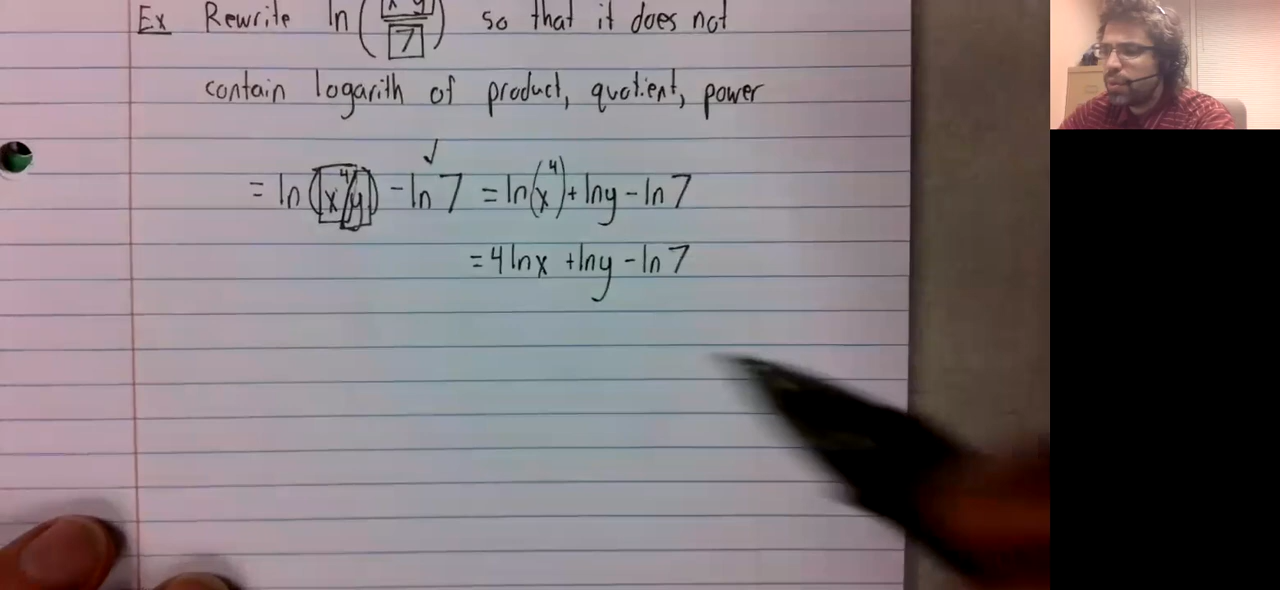 Ex Rewrite ln(x⁴y/7) so that it does not
contain logarith of product, quotient, power
= ln(x⁴y) - ln 7 = ln(x⁴) + ln y - ln 7
= 4 ln x + ln y - ln 7